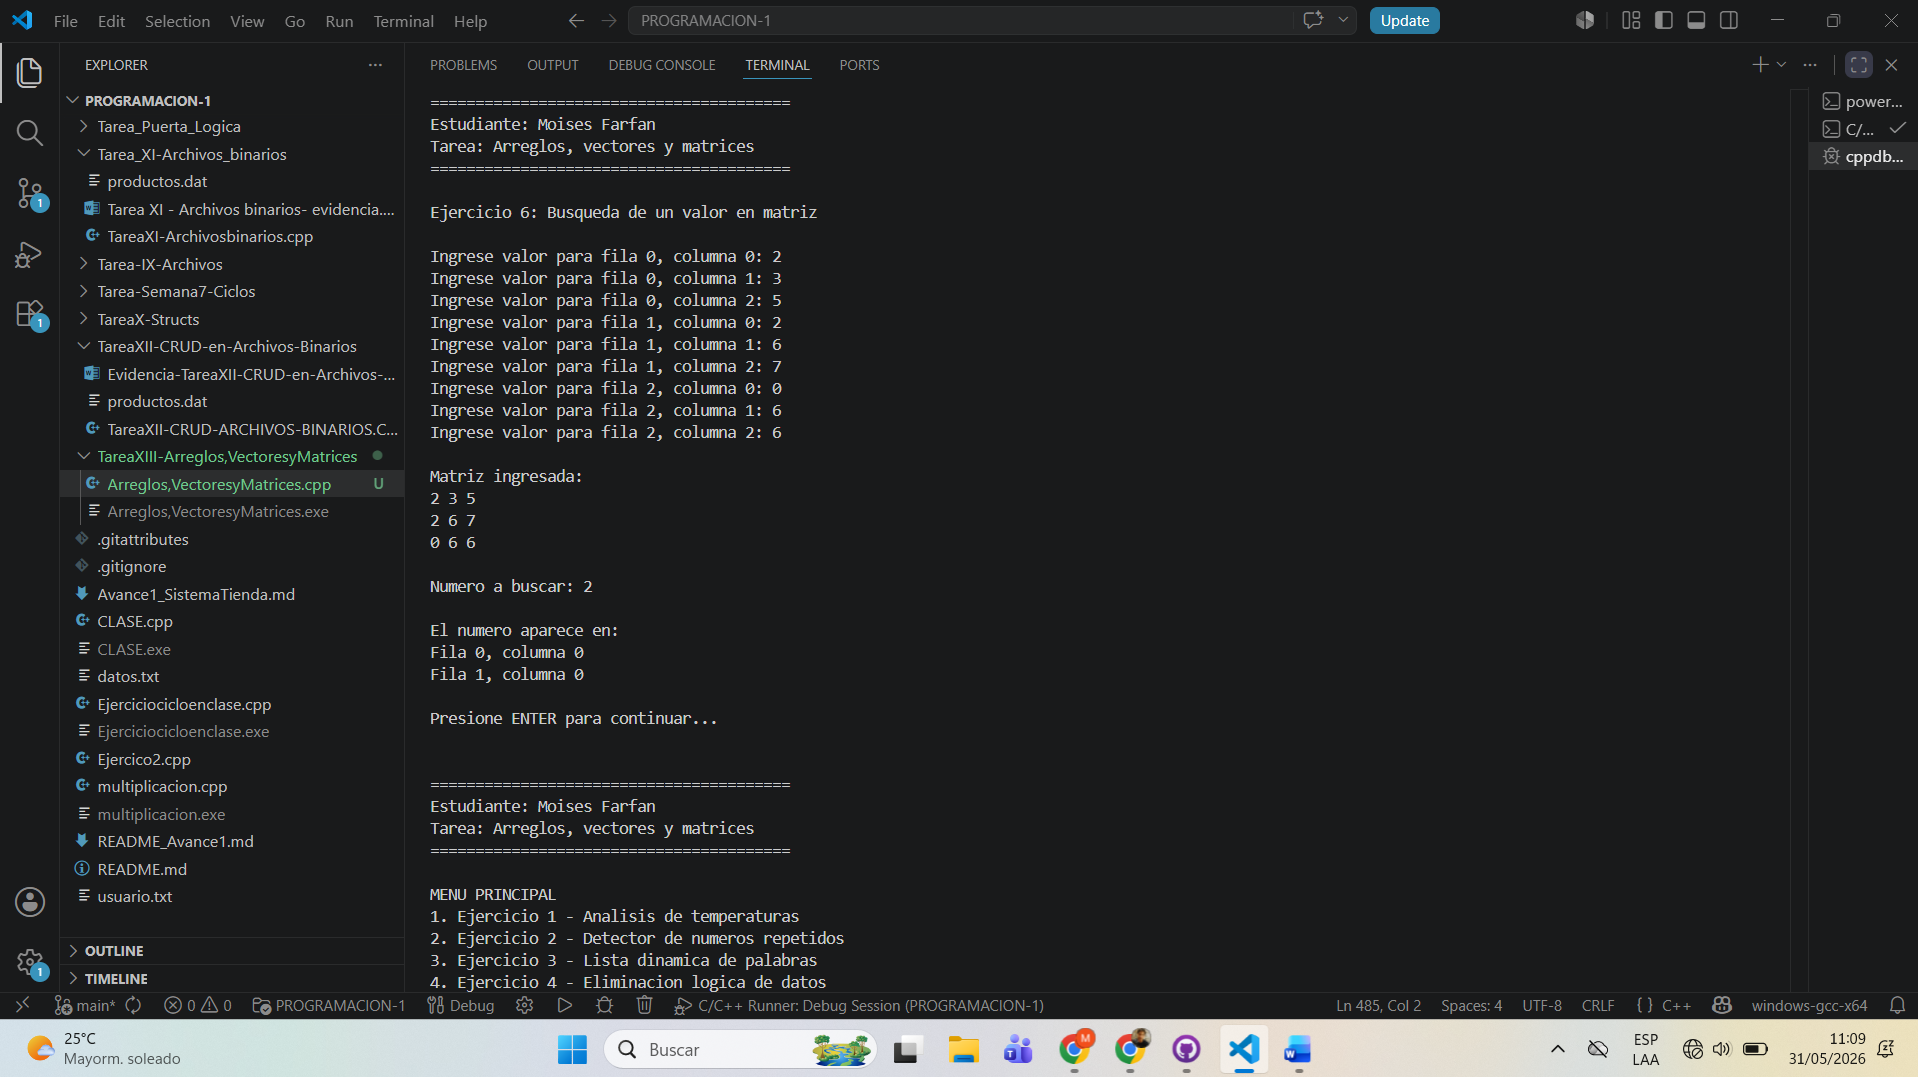 File Edit Selection View Go Run Terminal Help
PROGRAMACION-1
Update
EXPLORER
PROGRAMACION-1
Tarea_Puerta_Logica
Tarea_XI-Archivos_binarios
productos.dat
Tarea XI - Archivos binarios- evidencia....
TareaXI-Archivosbinarios.cpp
Tarea-IX-Archivos
Tarea-Semana7-Ciclos
TareaX-Structs
TareaXII-CRUD-en-Archivos-Binarios
Evidencia-TareaXII-CRUD-en-Archivos-...
productos.dat
TareaXII-CRUD-ARCHIVOS-BINARIOS.C...
TareaXIII-Arreglos,VectoresyMatrices
Arreglos,VectoresyMatrices.cpp U
Arreglos,VectoresyMatrices.exe
.gitattributes
.gitignore
Avance1_SistemaTienda.md
CLASE.cpp
CLASE.exe
datos.txt
Ejerciciocicloenclase.cpp
Ejerciciocicloenclase.exe
Ejercico2.cpp
multiplicacion.cpp
multiplicacion.exe
README_Avance1.md
README.md
usuario.txt
OUTLINE
TIMELINE
1
1
1
PROBLEMS OUTPUT DEBUG CONSOLE TERMINAL PORTS
========================================
Estudiante: Moises Farfan
Tarea: Arreglos, vectores y matrices
========================================
Ejercicio 6: Busqueda de un valor en matriz
Ingrese valor para fila 0, columna 0: 2
Ingrese valor para fila 0, columna 1: 3
Ingrese valor para fila 0, columna 2: 5
Ingrese valor para fila 1, columna 0: 2
Ingrese valor para fila 1, columna 1: 6
Ingrese valor para fila 1, columna 2: 7
Ingrese valor para fila 2, columna 0: 0
Ingrese valor para fila 2, columna 1: 6
Ingrese valor para fila 2, columna 2: 6
Matriz ingresada:
2 3 5
2 6 7
0 6 6
Numero a buscar: 2
El numero aparece en:
Fila 0, columna 0
Fila 1, columna 0
Presione ENTER para continuar...
========================================
Estudiante: Moises Farfan
Tarea: Arreglos, vectores y matrices
========================================
MENU PRINCIPAL
1. Ejercicio 1 - Analisis de temperaturas
2. Ejercicio 2 - Detector de numeros repetidos
3. Ejercicio 3 - Lista dinamica de palabras
4. Ejercicio 4 - Eliminacion logica de datos
power...
C/...
cppdb...
main* 0 0 PROGRAMACION-1 Debug C/C++ Runner: Debug Session (PROGRAMACION-1) Ln 485, Col 2 Spaces: 4 UTF-8 CRLF { } C++ windows-gcc-x64
25°C
Mayorm. soleado
Buscar
M
ESP
LAA
11:09
31/05/2026